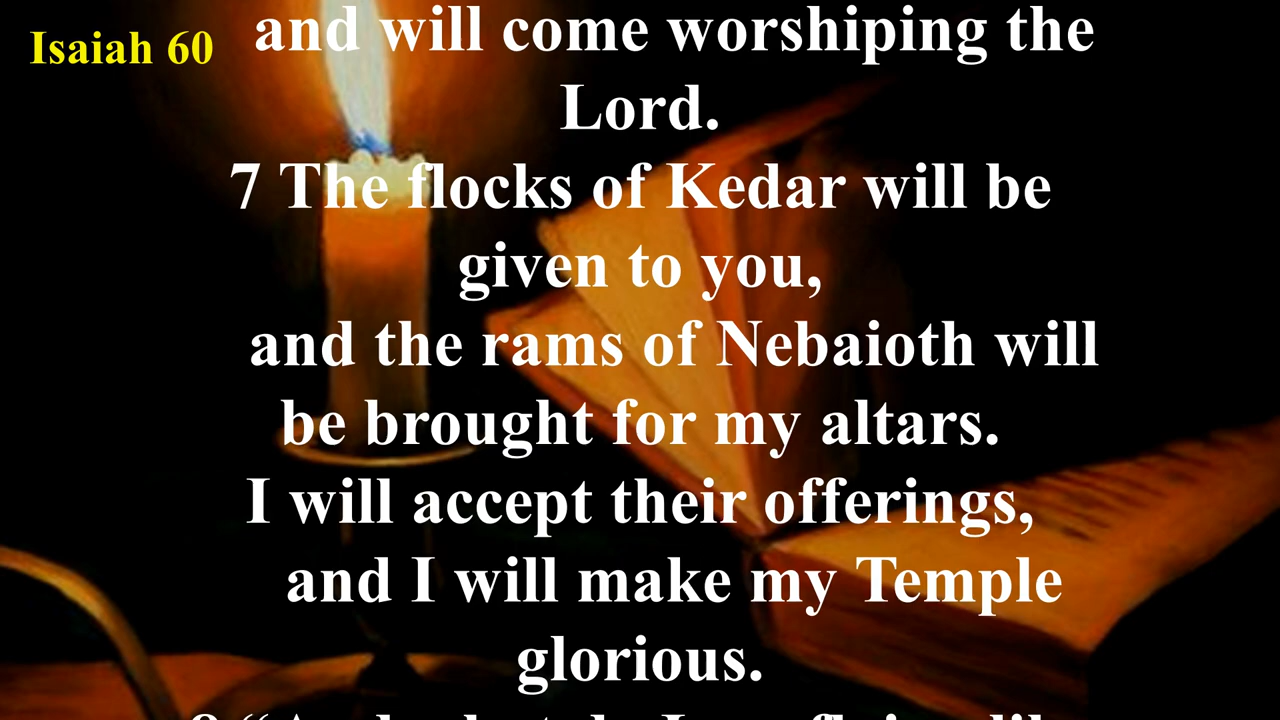 Isaiah 60
and will come worshiping the
Lord.
7 The flocks of Kedar will be
given to you,
and the rams of Nebaioth will
be brought for my altars.
I will accept their offerings,
and I will make my Temple
glorious.